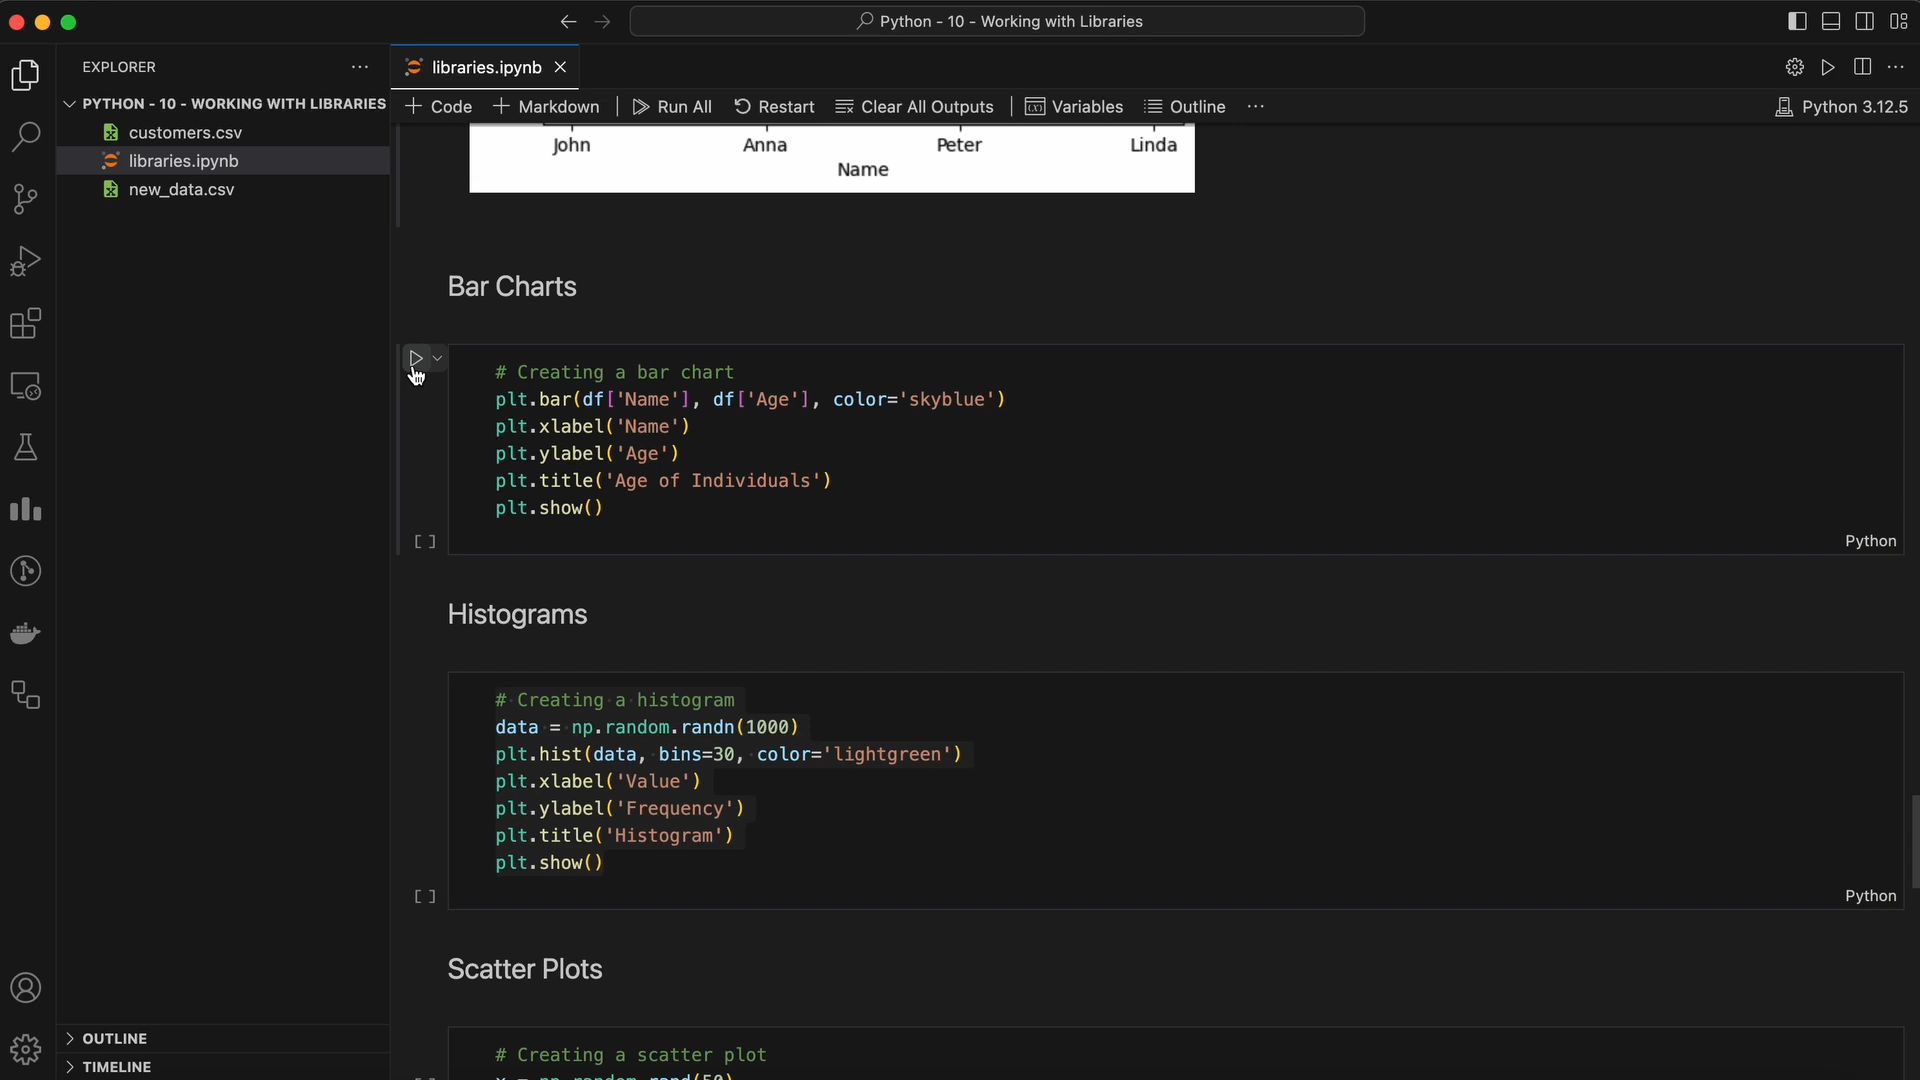 Python - 10 - Working with Libraries
EXPLORER
PYTHON - 10 - WORKING WITH LIBRARIES
customers.csv
libraries.ipynb
new_data.csv
OUTLINE
TIMELINE
libraries.ipynb
Code
Markdown
Run All
Restart
Clear All Outputs
Variables
Outline
Python 3.12.5
John Anna Peter Linda
Name
Bar Charts
# Creating a bar chart
plt.bar(df['Name'], df['Age'], color='skyblue')
plt.xlabel('Name')
plt.ylabel('Age')
plt.title('Age of Individuals')
plt.show()
[ ]
Python
Histograms
# Creating a histogram
data = np.random.randn(1000)
plt.hist(data, bins=30, color='lightgreen')
plt.xlabel('Value')
plt.ylabel('Frequency')
plt.title('Histogram')
plt.show()
[ ]
Python
Scatter Plots
# Creating a scatter plot
x = np.random.rand(50)